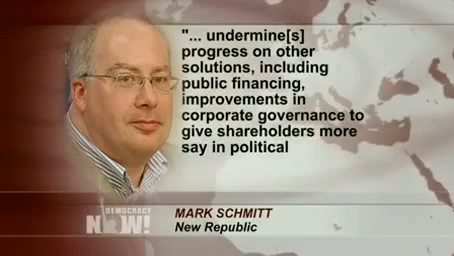 "... undermine[s]
progress on other
solutions, including
public financing,
improvements in
corporate governance to
give shareholders more
say in political
DEMOCRACY
NOW!
MARK SCHMITT
New Republic